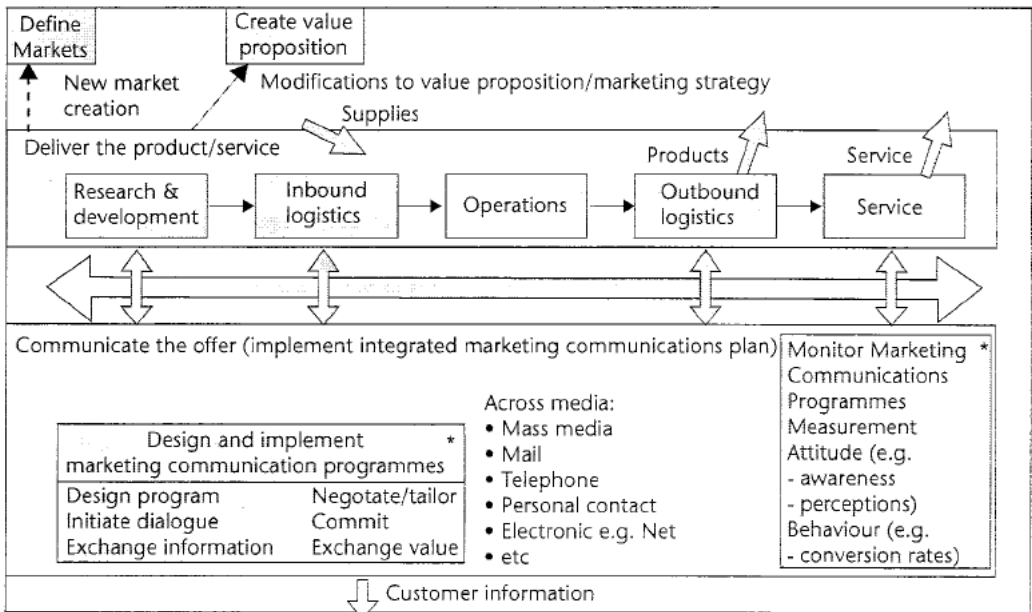 Define
Markets
Create value
proposition
New market
creation
Modifications to value proposition/marketing strategy
Supplies
Deliver the product/service
Products
Service
Research &
development
Inbound
logistics
Operations
Outbound
logistics
Service
Communicate the offer (implement integrated marketing communications plan)
Monitor Marketing *
Communications
Programmes
Measurement
Attitude (e.g.
- awareness
- perceptions)
Behaviour (e.g.
- conversion rates)
Across media:
• Mass media
• Mail
• Telephone
• Personal contact
• Electronic e.g. Net
• etc
Design and implement *
marketing communication programmes
Design program Negotate/tailor
Initiate dialogue Commit
Exchange information Exchange value
Customer information